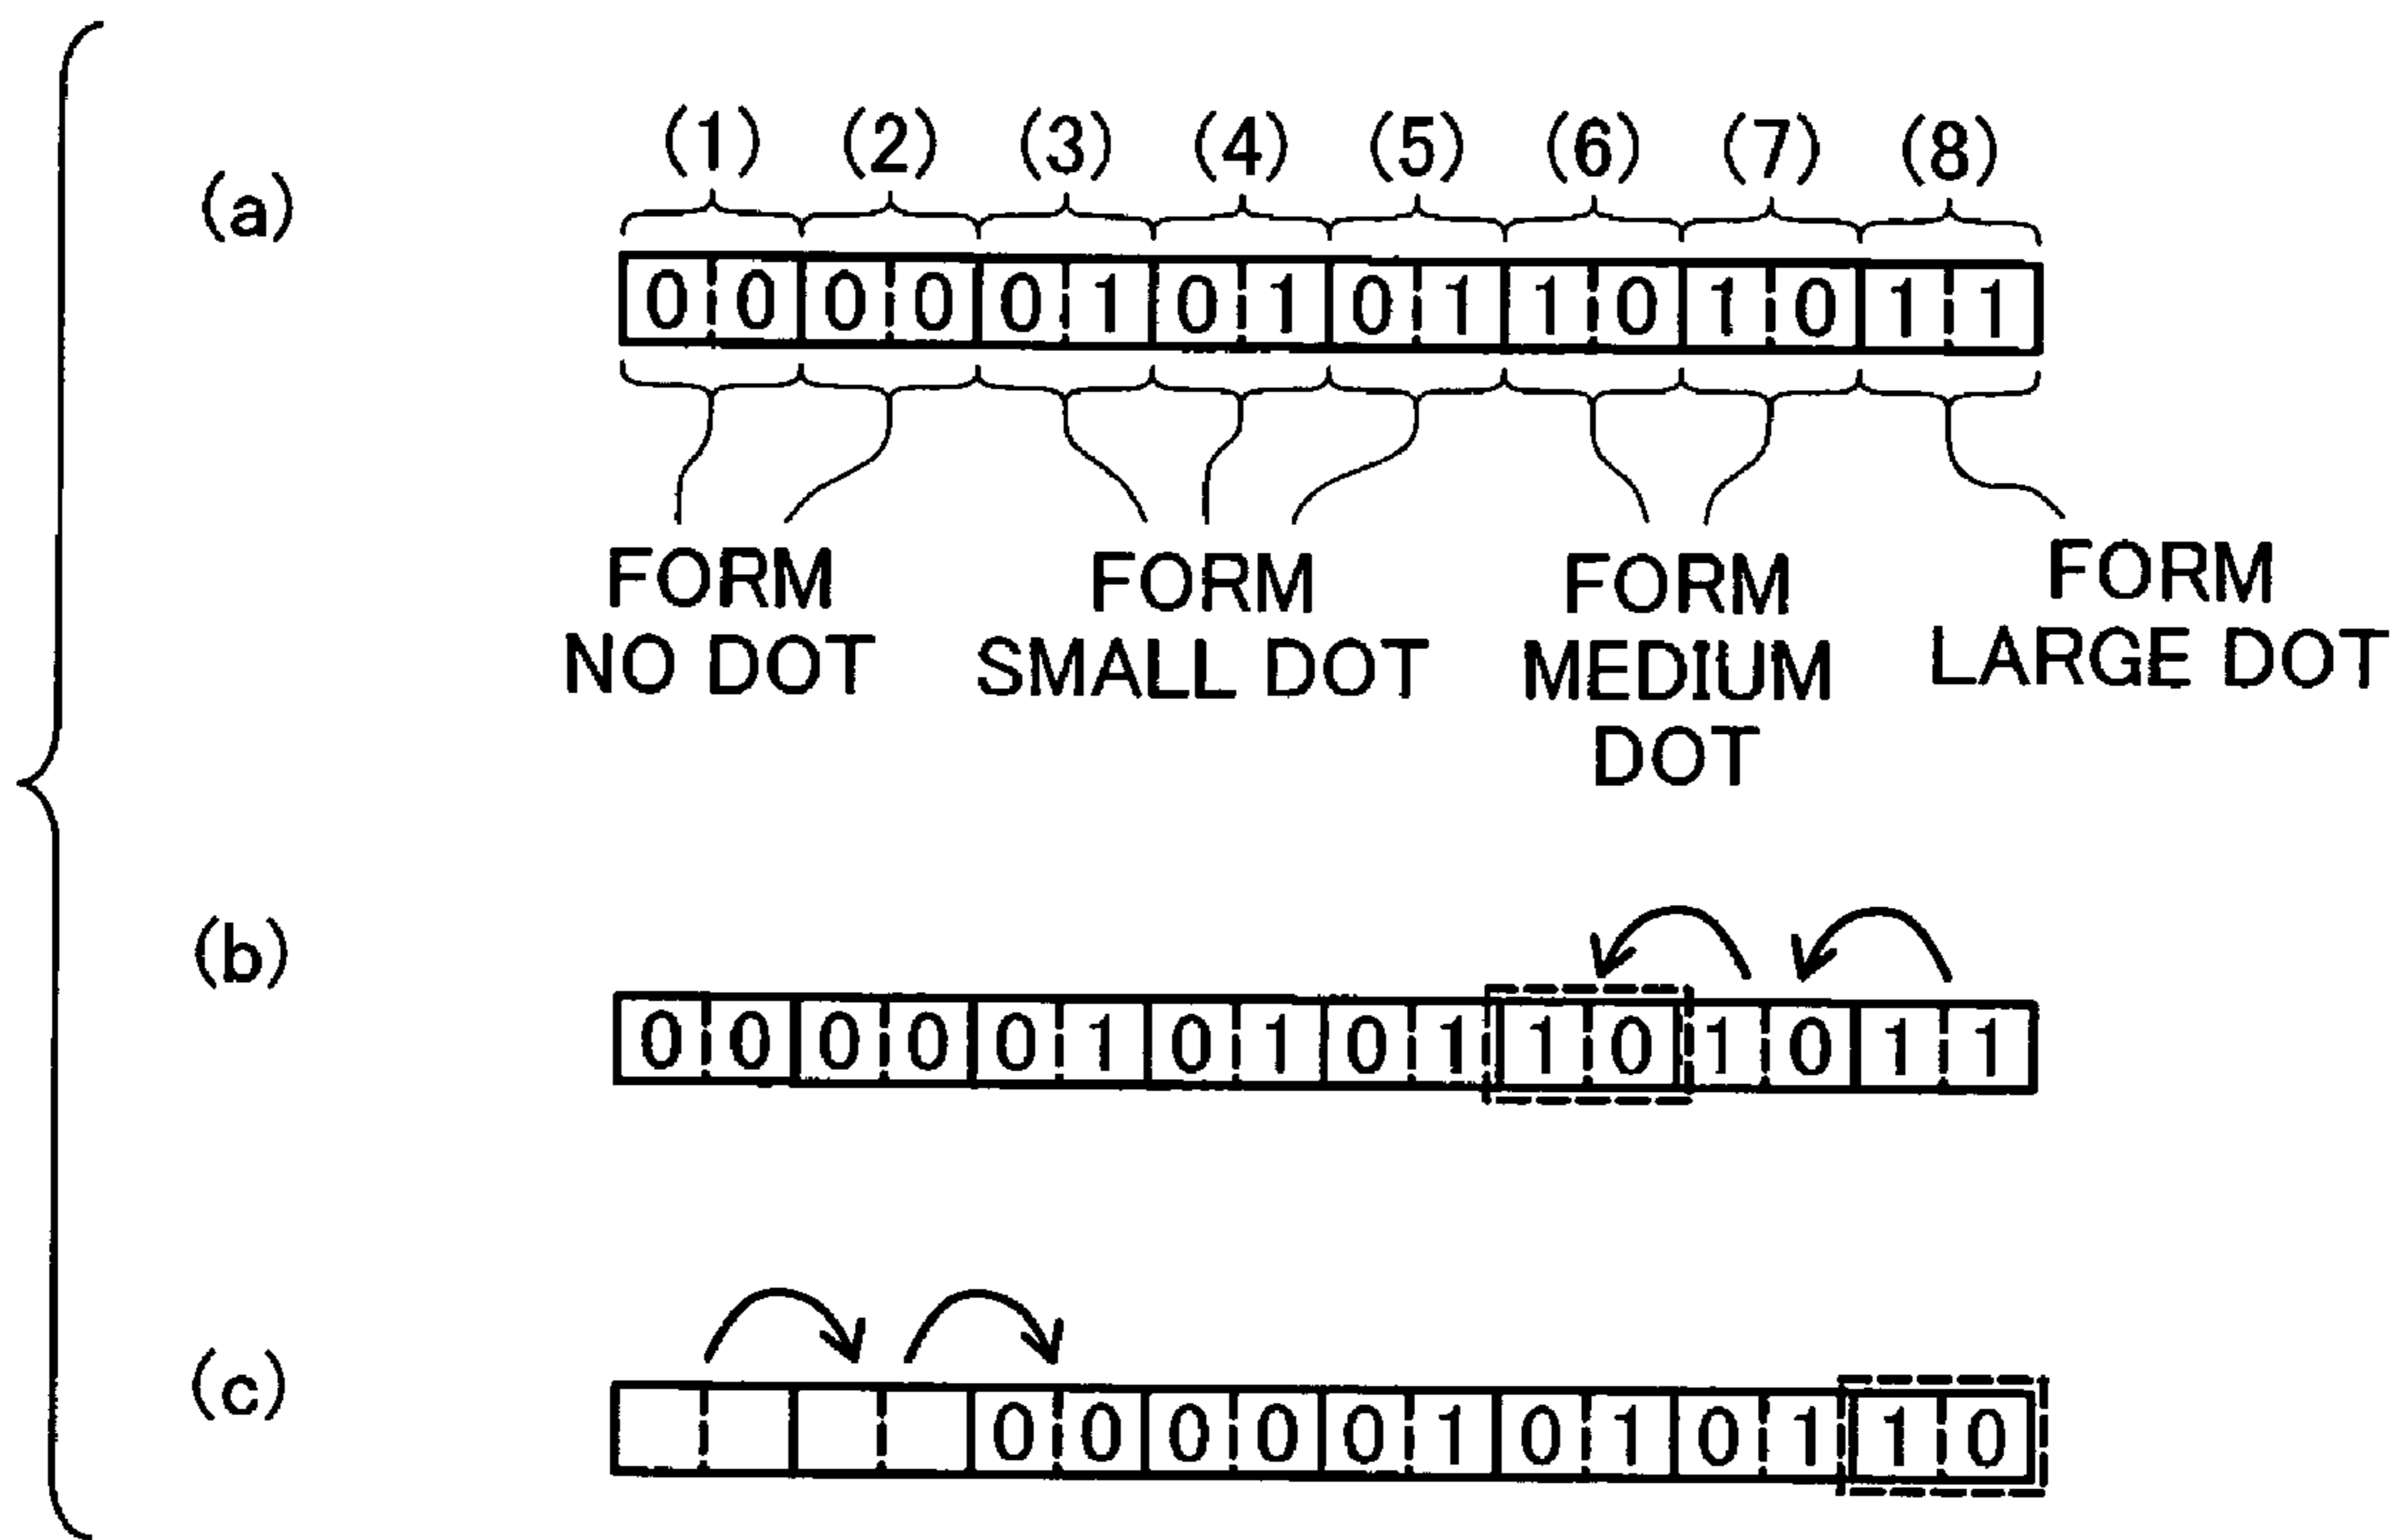 (1) (2) (3) (4) (5) (6) (7) (8)
(a)
0 0 0 0 0 1 0 1 0 1 1 0 1 0 1 1
FORM NO DOT
FORM SMALL DOT
FORM MEDIUM DOT
FORM LARGE DOT
(b)
0 0 0 0 0 1 0 1 0 1 1 0 1 0 1 1
(c)
0 0 0 0 0 1 0 1 0 1 1 0